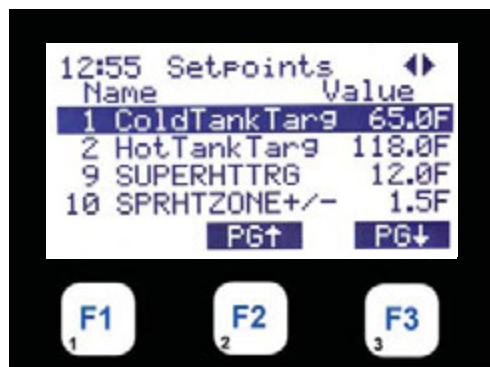 12:55 Setpoints
Name Value
1 ColdTankTarg 65.0F
2 HotTankTarg 118.0F
9 SUPERHTTRG 12.0F
10 SPRHTZONE+/- 1.5F
PG↑ PG↓
F1 F2 F3
1 2 3